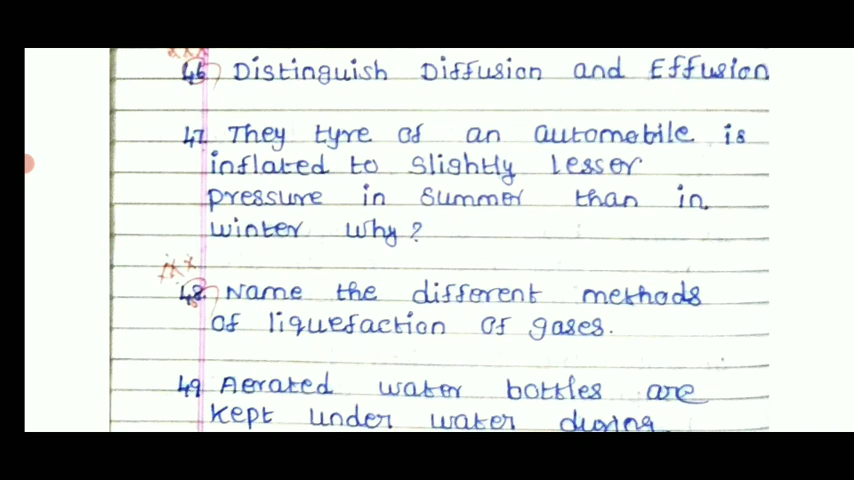 46 Distinguish Diffusion and Effusion
47 They tyre of an automobile is
inflated to slightly lesser
pressure in summer than in
winter why?
48. Name the different methods
of liquefaction of gases.
49 Aerated water bottles are
kept under water during